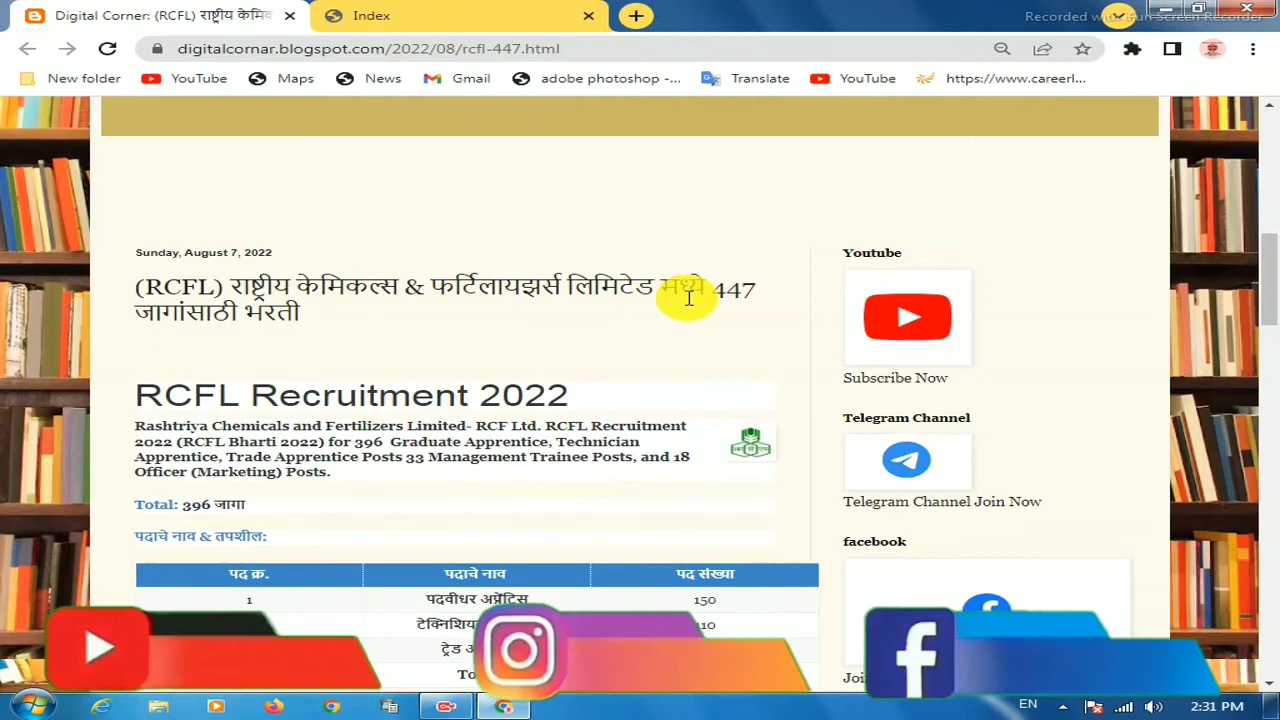 Digital Corner: (RCFL) राष्ट्रीय केमिक
Index
Recorded with iFun Screen Recorder
digitalcornar.blogspot.com/2022/08/rcfl-447.html
New folder
YouTube
Maps
News
Gmail
adobe photoshop -...
Translate
YouTube
https://www.careerl...
Sunday, August 7, 2022
(RCFL) राष्ट्रीय केमिकल्स & फर्टिलायझर्स लिमिटेड मध्ये 447
जागांसाठी भरती
RCFL Recruitment 2022
Rashtriya Chemicals and Fertilizers Limited- RCF Ltd. RCFL Recruitment
2022 (RCFL Bharti 2022) for 396 Graduate Apprentice, Technician
Apprentice, Trade Apprentice Posts 33 Management Trainee Posts, and 18
Officer (Marketing) Posts.
Total: 396 जागा
पदाचे नाव & तपशील:
पद क्र. पदाचे नाव पद संख्या
1 पदवीधर अप्रेंटिस 150
टेक्निशिय 110
ट्रेड
To
Youtube
Subscribe Now
Telegram Channel
Telegram Channel Join Now
facebook
Joi
EN
2:31 PM